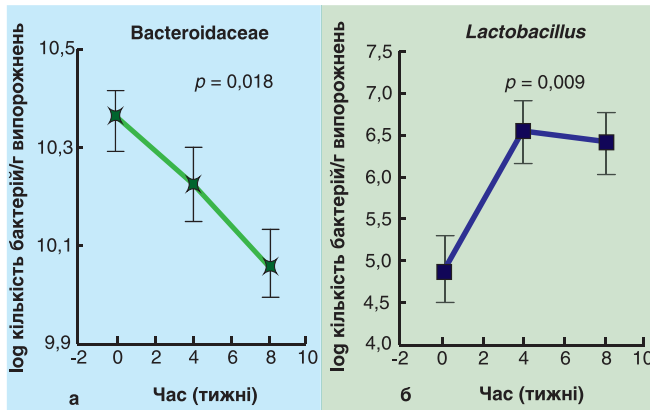 Bacteroidaceae
p = 0,018
log кількість бактерій/г випорожнень
10,5
10,3
10,1
9,9
-2 0 2 4 6 8 10
Час (тижні)
а
Lactobacillus
p = 0,009
log кількість бактерій/г випорожнень
7,5
7,0
6,5
6,0
5,5
5,0
4,5
4,0
-2 0 2 4 6 8 10
Час (тижні)
б